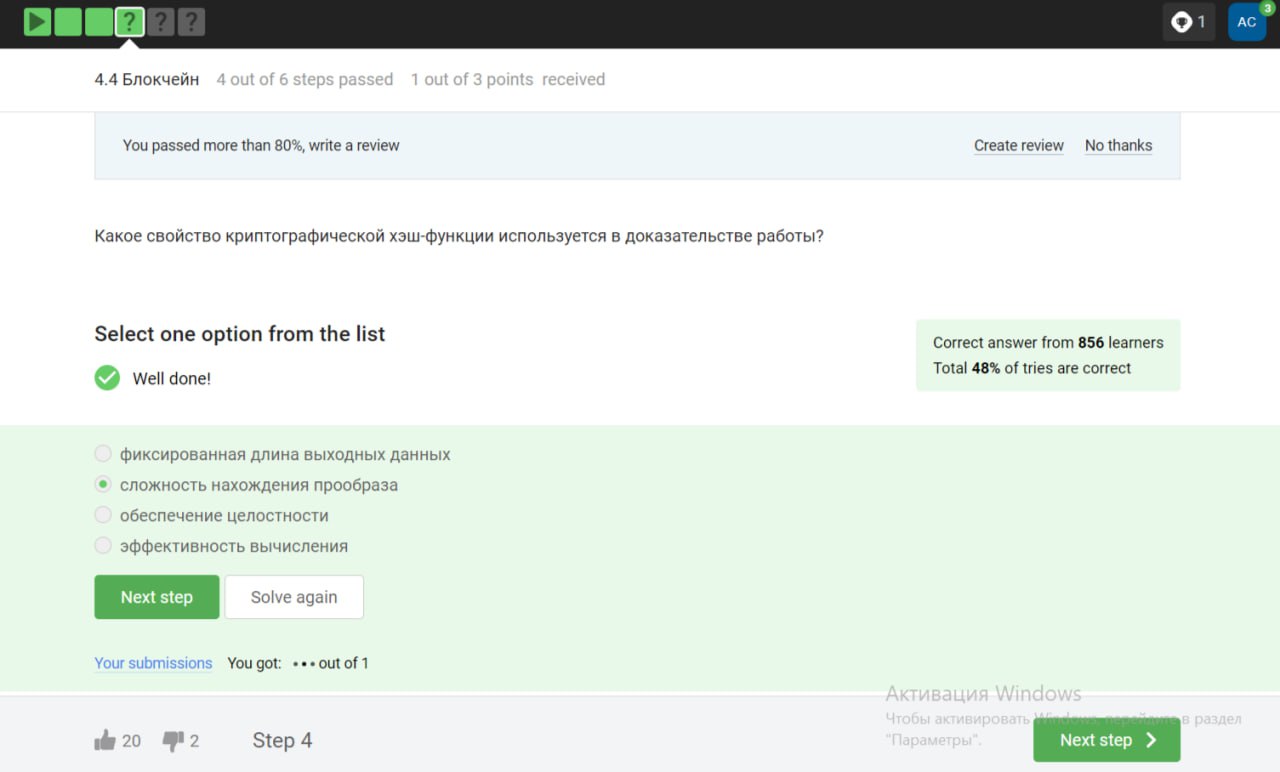 ? ? ?
1
AC
3
4.4 Блокчейн 4 out of 6 steps passed 1 out of 3 points received
You passed more than 80%, write a review Create review No thanks
Какое свойство криптографической хэш-функции используется в доказательстве работы?
Select one option from the list
Correct answer from 856 learners
Total 48% of tries are correct
Well done!
фиксированная длина выходных данных
сложность нахождения прообраза
обеспечение целостности
эффективность вычисления
Next step Solve again
Your submissions You got: ••• out of 1
Активация Windows
Чтобы активировать Windows, перейдите в раздел
"Параметры".
20 2 Step 4 Next step